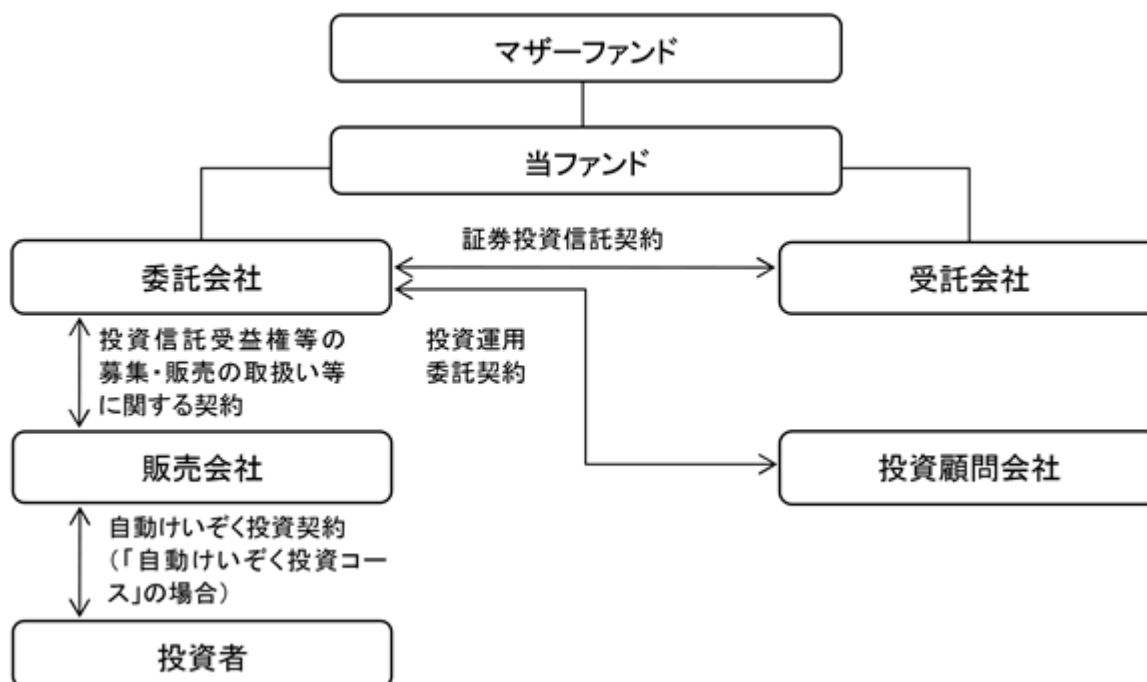 マザーファンド
当ファンド
証券投資信託契約
委託会社
受託会社
投資信託受益権等の
募集・販売の取扱い等
に関する契約
投資運用
委託契約
販売会社
投資顧問会社
自動けいぞく投資契約
(「自動けいぞく投資コー
ス」の場合)
投資者